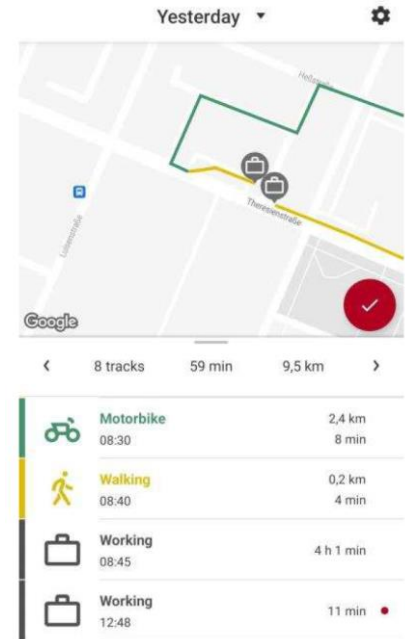 Yesterday
Heßstraße
Theresienstraße
Luisenstraße
Google
8 tracks 59 min 9,5 km
Motorbike 2,4 km
08:30 8 min
Walking 0,2 km
08:40 4 min
Working
08:45 4 h 1 min
Working
12:48 11 min